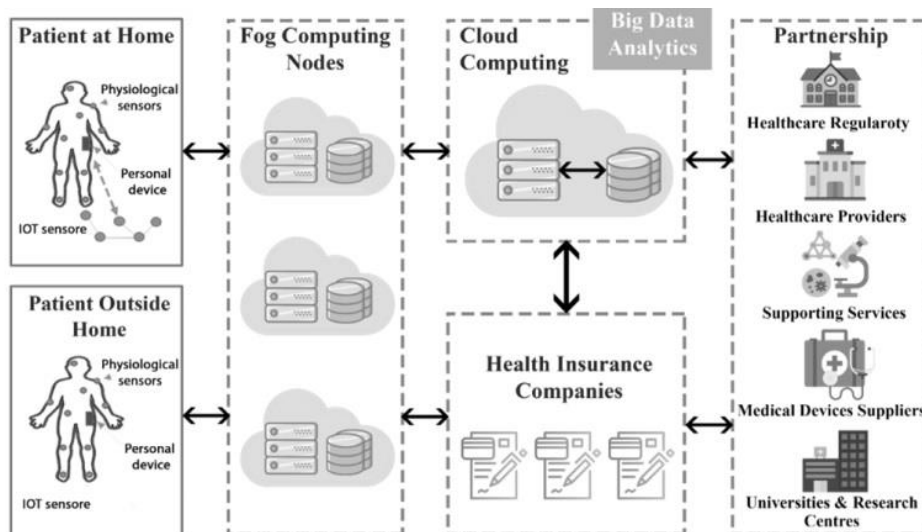 Patient at Home
Physiological
sensors
Personal
device
IOT sensore
Patient Outside
Home
Physiological
sensors
Personal
device
IOT sensore
Fog Computing
Nodes
Cloud
Computing
Big Data
Analytics
Health Insurance
Companies
Partnership
Healthcare Regularoty
Healthcare Providers
Supporting Services
Medical Devices Suppliers
Universities & Research
Centres